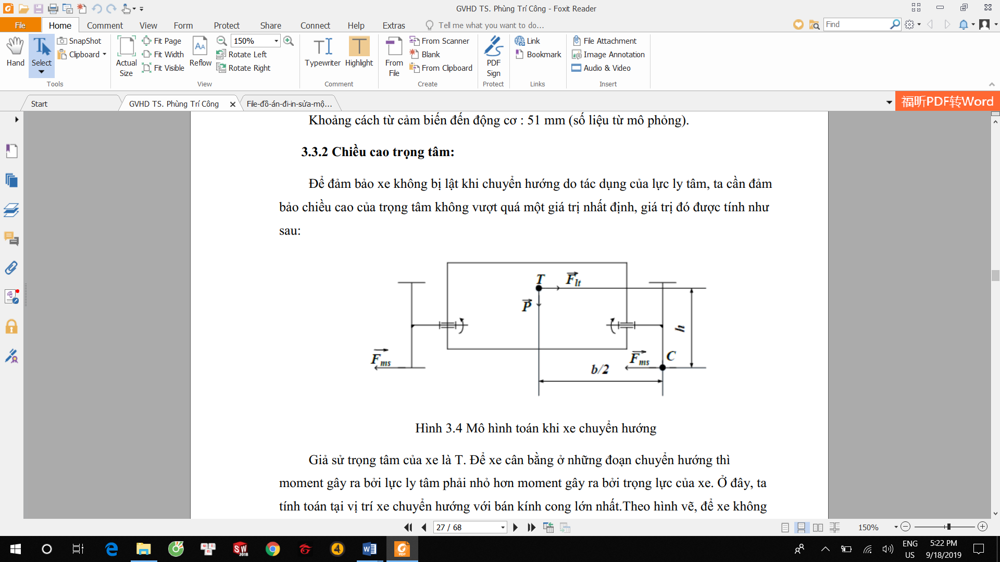 GVHD TS. Phùng Trí Công - Foxit Reader
File Home Comment View Form Protect Share Connect Help Extras Tell me what you want to do... Find
Hand Select SnapShot Clipboard Tools
Actual Size Fit Page Fit Width Fit Visible Reflow 150% Rotate Left Rotate Right View
Typewriter Highlight Comment
From File From Scanner Blank From Clipboard Create
PDF Sign Protect
Link Bookmark Links
File Attachment Image Annotation Audio & Video Insert
Start GVHD TS. Phùng Trí Công File-đồ-án-đi-in-sửa-mộ... 福昕PDF转Word
Khoảng cách từ cảm biến đến động cơ : 51 mm (số liệu từ mô phỏng).
3.3.2 Chiều cao trọng tâm:
Để đảm bảo xe không bị lật khi chuyển hướng do tác dụng của lực ly tâm, ta cần đảm
bảo chiều cao của trọng tâm không vượt quá một giá trị nhất định, giá trị đó được tính như
sau:
T F lt
P
h
F ms F ms C
b/2
Hình 3.4 Mô hình toán khi xe chuyển hướng
Giả sử trọng tâm của xe là T. Để xe cân bằng ở những đoạn chuyển hướng thì
moment gây ra bởi lực ly tâm phải nhỏ hơn moment gây ra bởi trọng lực của xe. Ở đây, ta
tính toán tại vị trí xe chuyển hướng với bán kính cong lớn nhất.Theo hình vẽ, để xe không
27 / 68 150%
ENG 5:22 PM
US 9/18/2019